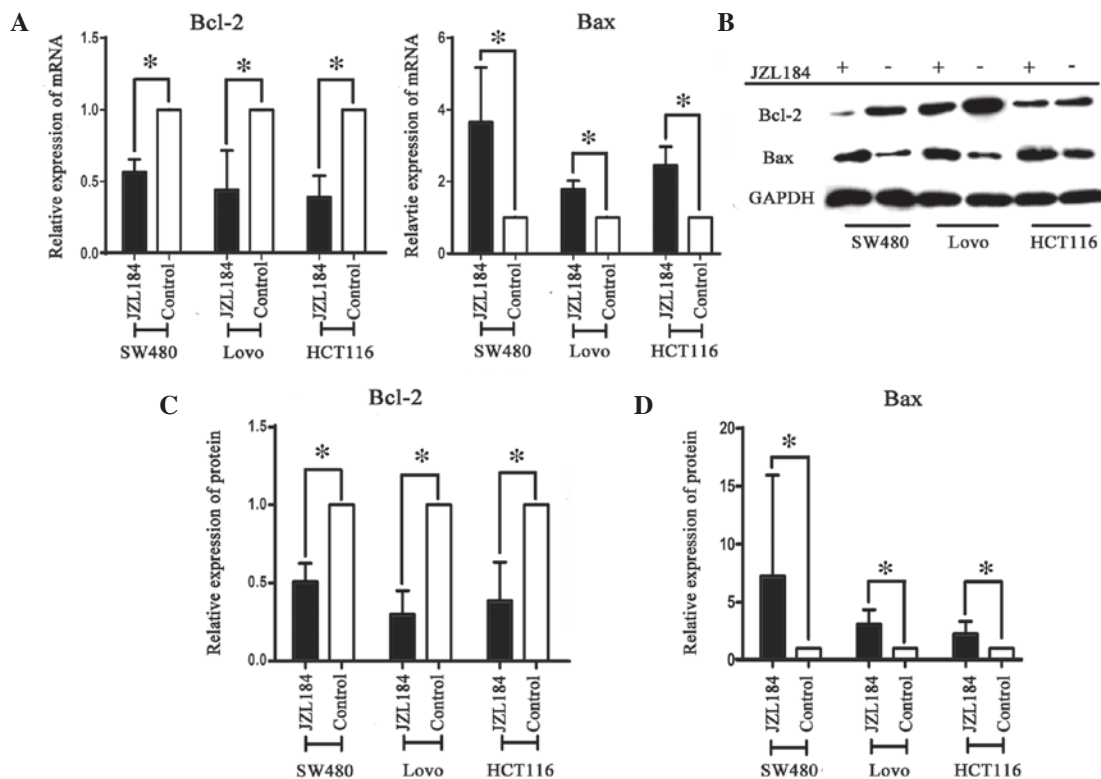 A
Bcl-2
Relative expression of mRNA
1.5
1.0
0.5
0.0
* * *
JZL184 Control JZL184 Control JZL184 Control
SW480 Lovo HCT116
Bax
Relavtie expression of mRNA
6
4
2
0
* * *
JZL184 Control JZL184 Control JZL184 Control
SW480 Lovo HCT116
B
JZL184 + - + - + -
Bcl-2
Bax
GAPDH
SW480 Lovo HCT116
C
Bcl-2
Relative expression of protein
1.5
1.0
0.5
0.0
* * *
JZL184 Control JZL184 Control JZL184 Control
SW480 Lovo HCT116
D
Bax
Relative expression of protein
20
15
10
5
0
* * *
JZL184 Control JZL184 Control JZL184 Control
SW480 Lovo HCT116